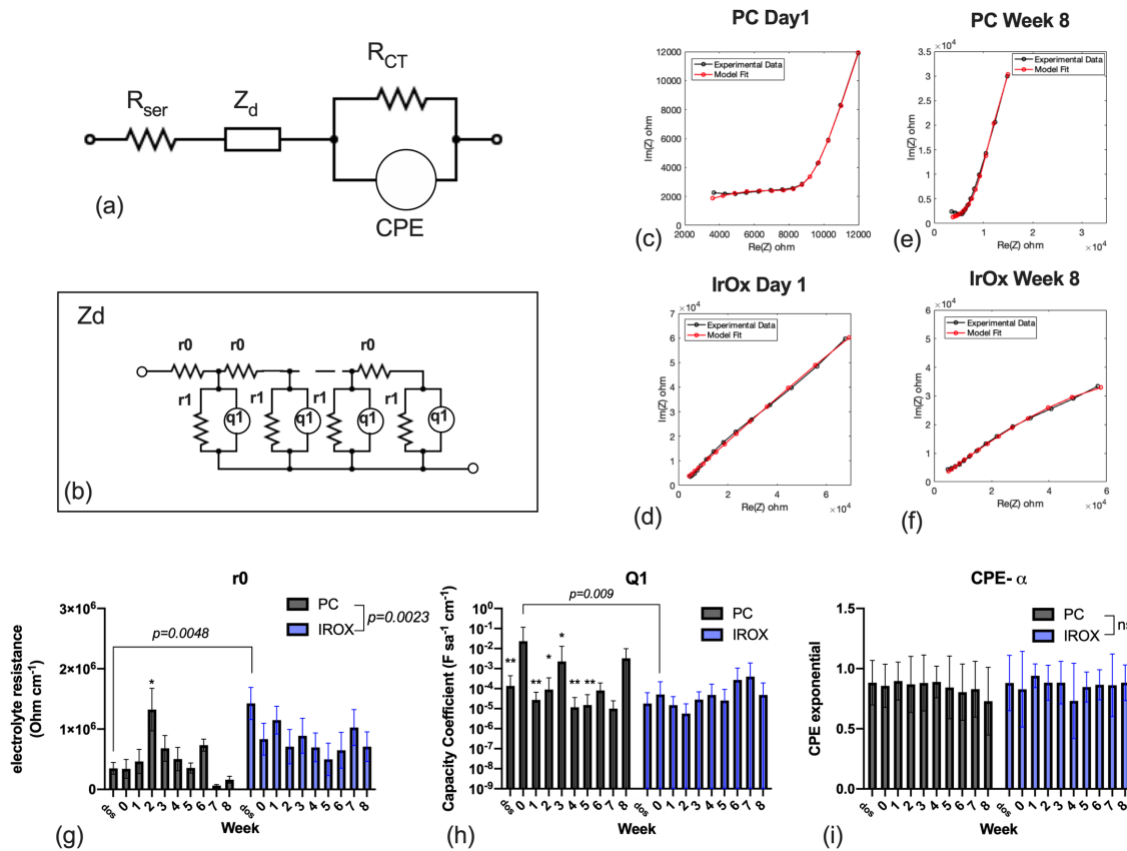 R_CT
R_ser
Z_d
CPE
(a)
Zd
r0 r0 r0
r1 r1 r1 r1
q1 q1 q1 q1
(b)
PC Day1
12000
10000
8000
6000
4000
2000
0
Im(Z) ohm
Experimental Data
Model Fit
2000 4000 6000 8000 10000 12000
Re(Z) ohm
(c)
PC Week 8
×10^4
3.5
3
2.5
2
1.5
1
0.5
0
Im(Z) ohm
Experimental Data
Model Fit
0 1 2 3
Re(Z) ohm
×10^4
(e)
IrOx Day 1
×10^4
7
6
5
4
3
2
1
0
Im(Z) ohm
Experimental Data
Model Fit
0 2 4 6
Re(Z) ohm
×10^4
(d)
IrOx Week 8
×10^4
6
5
4
3
2
1
0
Im(Z) ohm
Experimental Data
Model Fit
0 2 4 6
Re(Z) ohm
×10^4
(f)
r0
3×10^6
2×10^6
1×10^6
0
electrolyte resistance
(Ohm cm^-1)
PC
IROX
p=0.0023
p=0.0048
*
dos 0 1 2 3 4 5 6 7 8 dos 0 1 2 3 4 5 6 7 8
Week
(g)
Q1
10^0
10^-1
10^-2
10^-3
10^-4
10^-5
10^-6
10^-7
10^-8
10^-9
Capacity Coefficient (F sa^-1 cm^-1)
p=0.009
PC
IROX
** ** * * ** **
dos 0 1 2 3 4 5 6 7 8 dos 0 1 2 3 4 5 6 7 8
Week
(h)
CPE- α
1.5
1.0
0.5
0.0
CPE exponential
PC
IROX
ns
dos 0 1 2 3 4 5 6 7 8 dos 0 1 2 3 4 5 6 7 8
Week
(i)